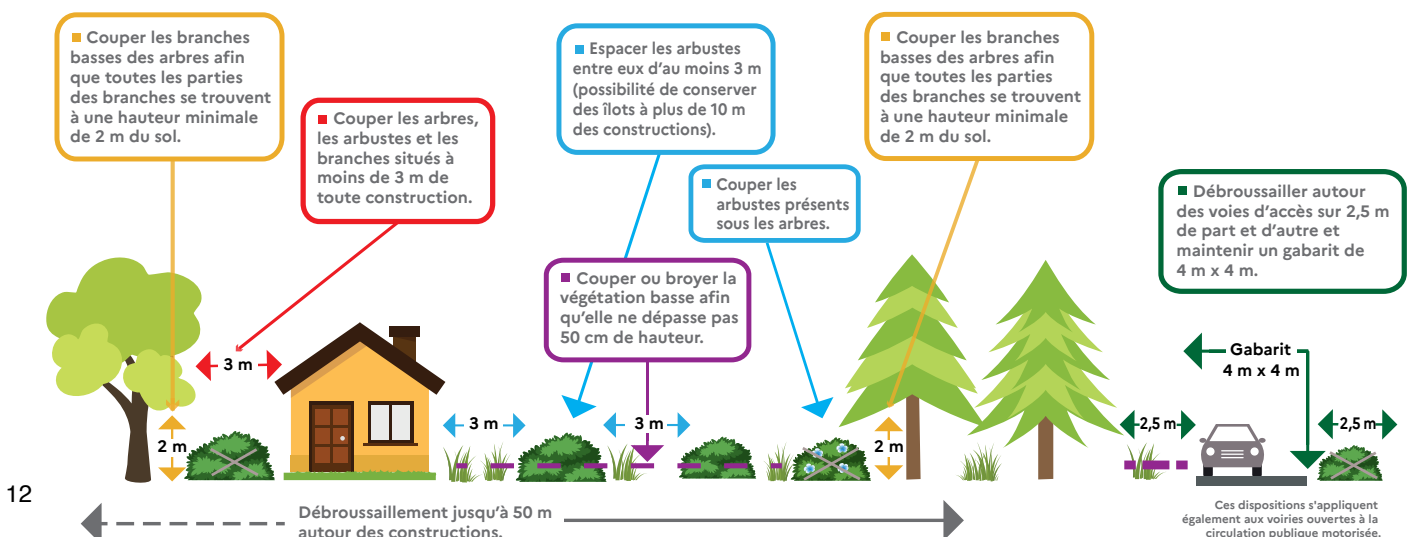 ■ Couper les branches
basses des arbres afin
que toutes les parties
des branches se trouvent
à une hauteur minimale
de 2 m du sol.
■ Couper les arbres,
les arbustes et les
branches situés à
moins de 3 m de
toute construction.
■ Espacer les arbustes
entre eux d'au moins 3 m
(possibilité de conserver
des îlots à plus de 10 m
des constructions).
■ Couper les
arbustes présents
sous les arbres.
■ Couper ou broyer la
végétation basse afin
qu'elle ne dépasse pas
50 cm de hauteur.
■ Couper les branches
basses des arbres afin
que toutes les parties
des branches se trouvent
à une hauteur minimale
de 2 m du sol.
■ Débroussailler autour
des voies d'accès sur 2,5 m
de part et d'autre et
maintenir un gabarit de
4 m x 4 m.
3 m
2 m
3 m
3 m
2 m
Gabarit
4 m x 4 m
2,5 m
2,5 m
12
Débroussaillement jusqu'à 50 m
autour des constructions.
Ces dispositions s'appliquent
également aux voiries ouvertes à la
circulation publique motorisée.